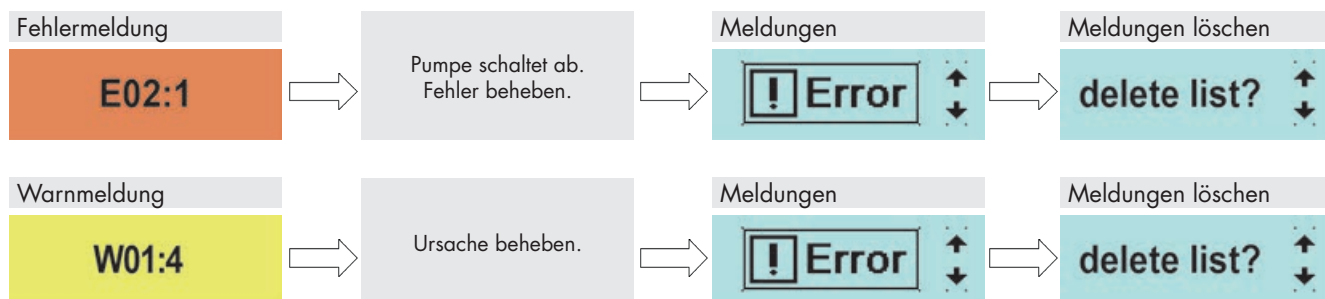 Fehlermeldung
E02:1
Pumpe schaltet ab.
Fehler beheben.
Meldungen
! Error
Meldungen löschen
delete list?
Warnmeldung
W01:4
Ursache beheben.
Meldungen
! Error
Meldungen löschen
delete list?